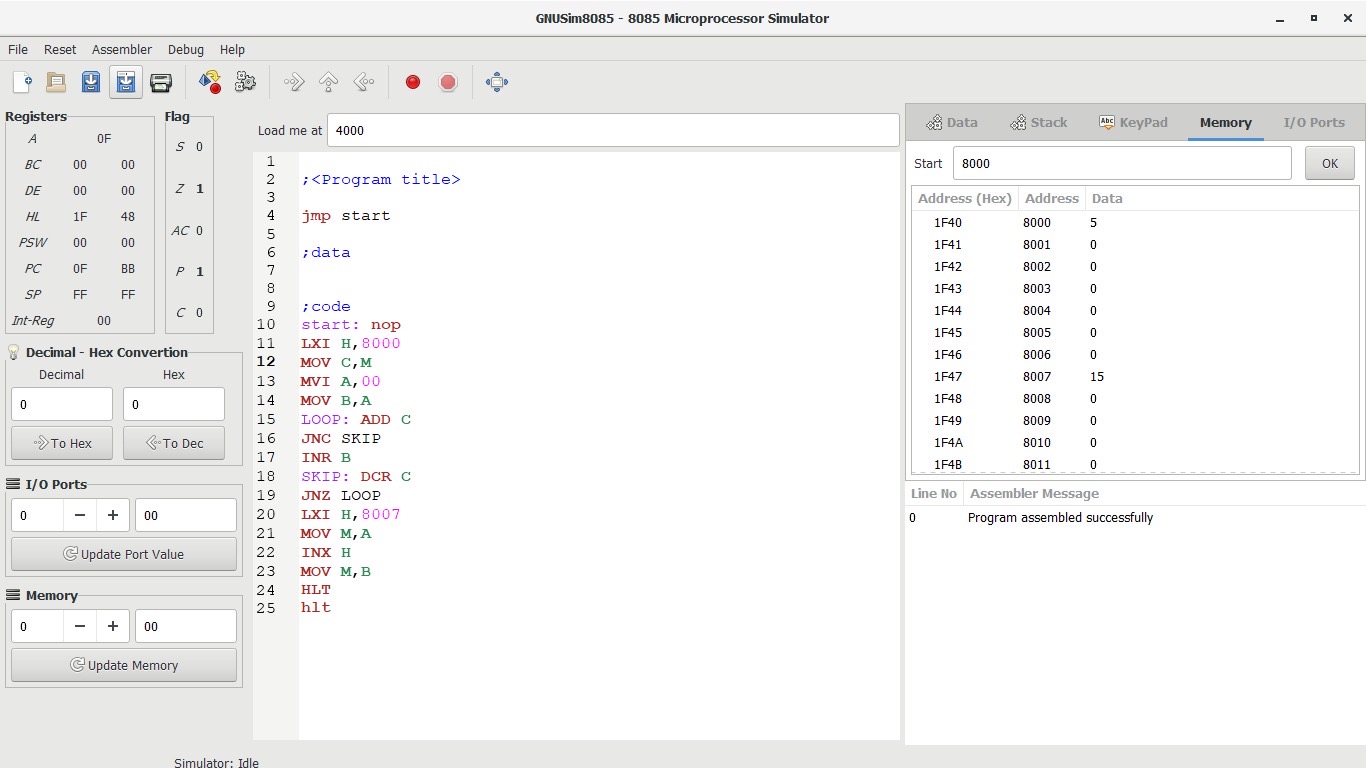 GNUSim8085 - 8085 Microprocessor Simulator
File Reset Assembler Debug Help
Registers
A 0F
BC 00 00
DE 00 00
HL 1F 48
PSW 00 00
PC 0F BB
SP FF FF
Int-Reg 00
Flag
S 0
Z 1
AC 0
P 1
C 0
Decimal - Hex Convertion
Decimal Hex
0 0
To Hex To Dec
I/O Ports
0 00
Update Port Value
Memory
0 00
Update Memory
Load me at 4000
1
2 ;<Program title>
3
4 jmp start
5
6 ;data
7
8
9 ;code
10 start: nop
11 LXI H,8000
12 MOV C,M
13 MVI A,00
14 MOV B,A
15 LOOP: ADD C
16 JNC SKIP
17 INR B
18 SKIP: DCR C
19 JNZ LOOP
20 LXI H,8007
21 MOV M,A
22 INX H
23 MOV M,B
24 HLT
25 hlt
Data Stack Abc KeyPad Memory I/O Ports
Start 8000 OK
Address (Hex) Address Data
1F40 8000 5
1F41 8001 0
1F42 8002 0
1F43 8003 0
1F44 8004 0
1F45 8005 0
1F46 8006 0
1F47 8007 15
1F48 8008 0
1F49 8009 0
1F4A 8010 0
1F4B 8011 0
Line No Assembler Message
0 Program assembled successfully
Simulator: Idle